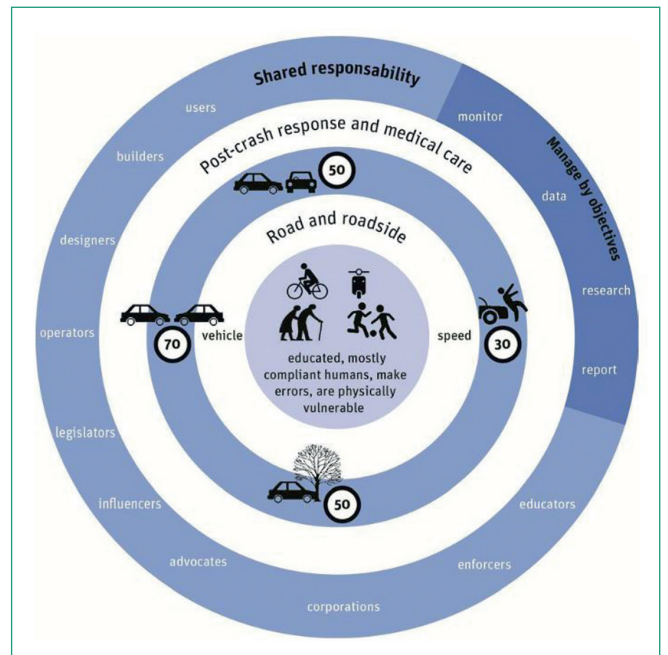 Shared responsability
users
builders
designers
operators
legislators
influencers
advocates
corporations
enforcers
educators
Manage by objectives
monitor
data
research
report
Post-crash response and medical care
50
70
30
50
Road and roadside
vehicle
speed
educated, mostly
compliant humans, make
errors, are physically
vulnerable